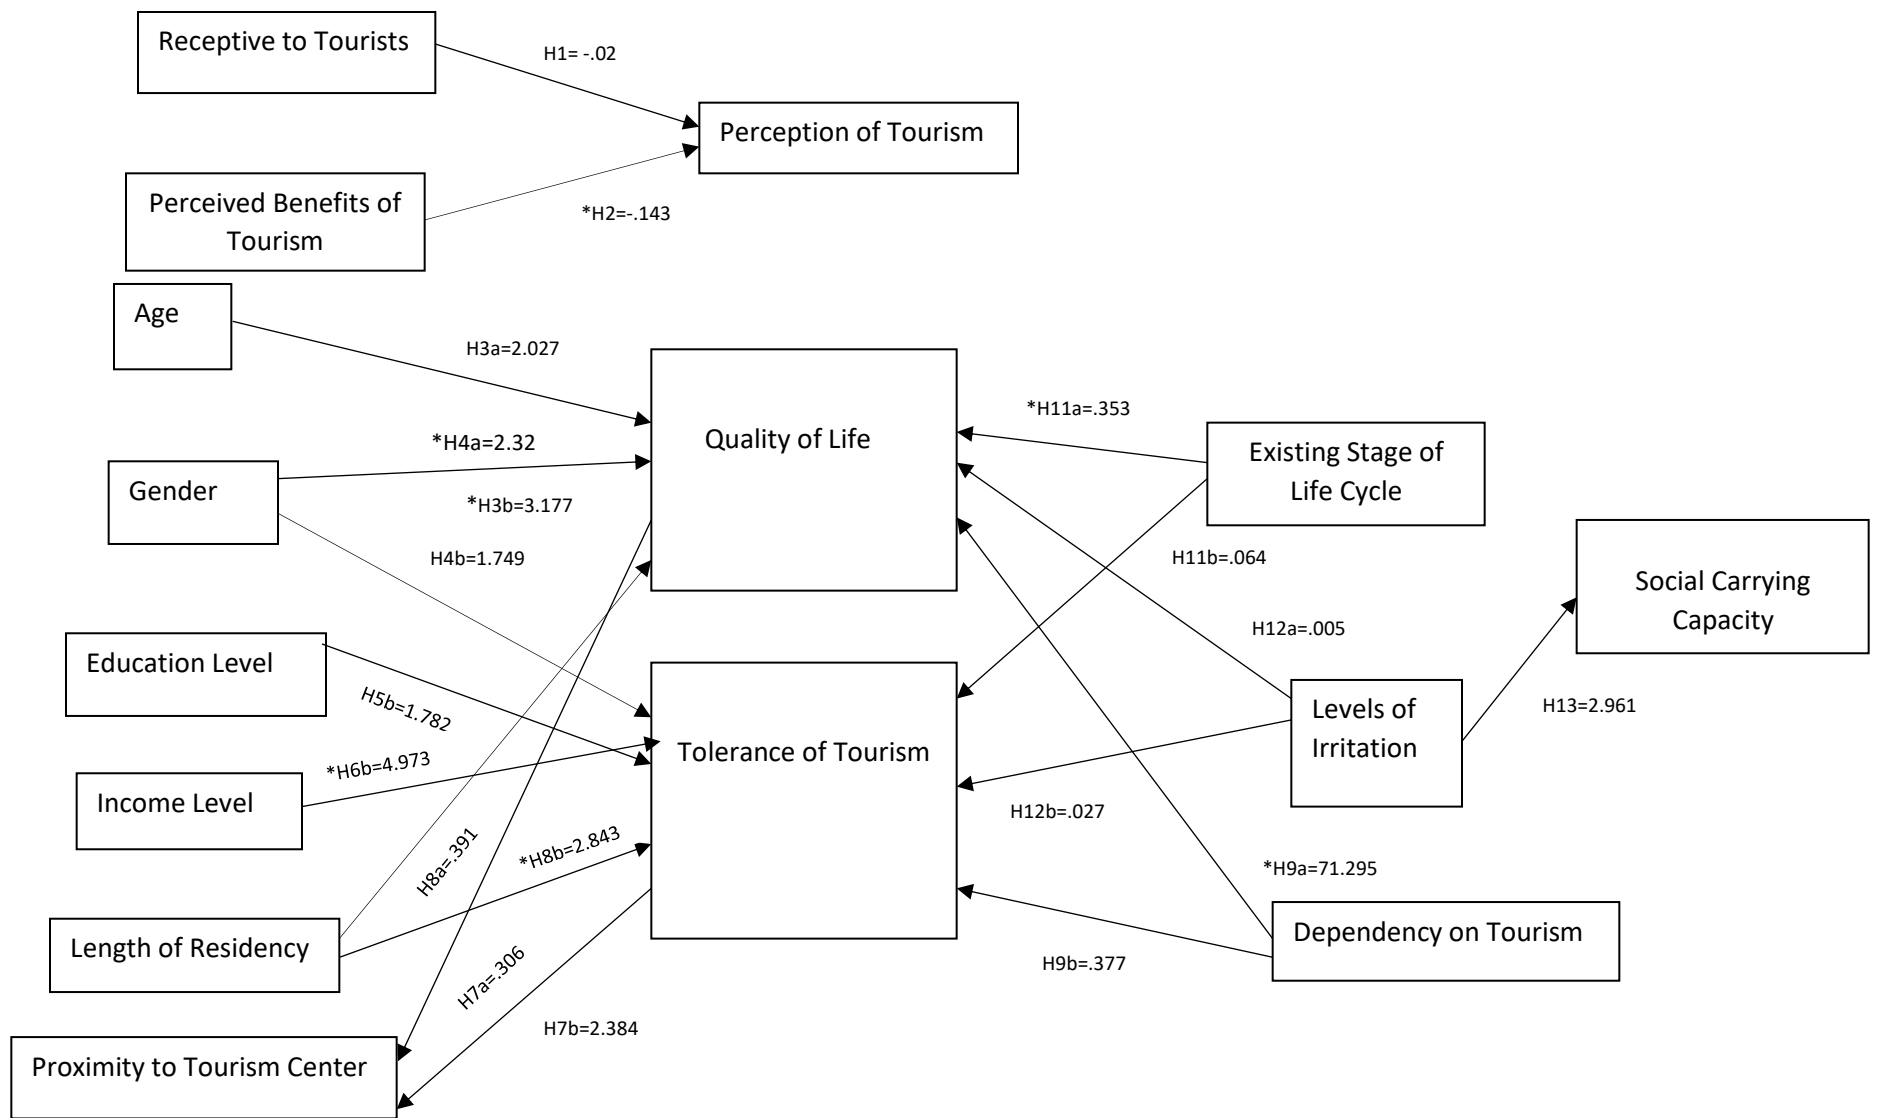 Receptive to Tourists
H1= -.02
Perception of Tourism
Perceived Benefits of
Tourism
*H2=-.143
Age
H3a=2.027
Quality of Life
*H11a=.353
*H4a=2.32
Existing Stage of
Life Cycle
Gender
*H3b=3.177
H4b=1.749
H11b=.064
Social Carrying
Capacity
H12a=.005
Education Level
H5b=1.782
Levels of
Irritation
H13=2.961
Tolerance of Tourism
*H6b=4.973
Income Level
H12b=.027
H8a=.391
*H8b=2.843
*H9a=71.295
Length of Residency
Dependency on Tourism
H9b=.377
H7a=.306
H7b=2.384
Proximity to Tourism Center